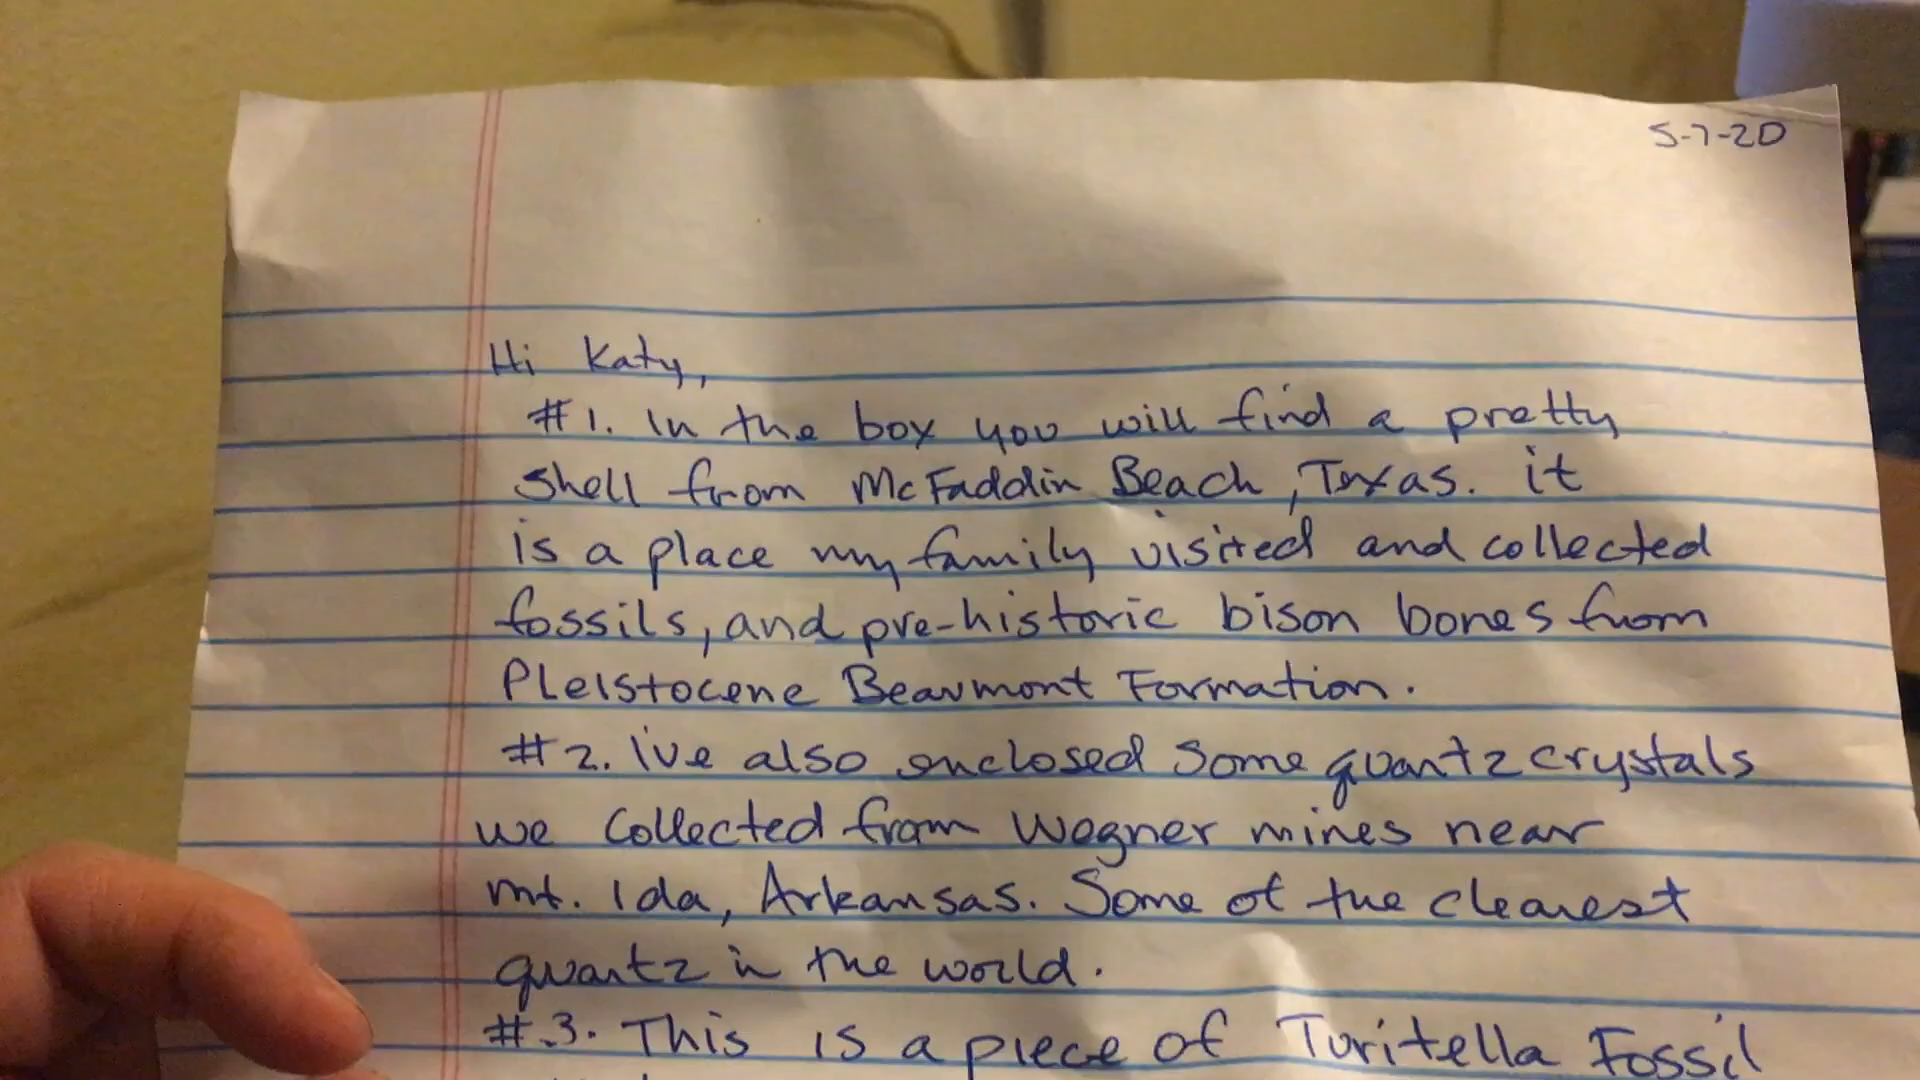 5-7-20
Hi Katy,
#1. In the box you will find a pretty
shell from McFaddin Beach, Texas. it
is a place my family visited and collected
fossils, and pre-historic bison bones from
Pleistocene Beaumont Formation.
#2. I've also enclosed some quartz crystals
we collected from Wegner mines near
mt. Ida, Arkansas. Some of the clearest
quartz in the world.
#3. This is a piece of Turitella Fossil